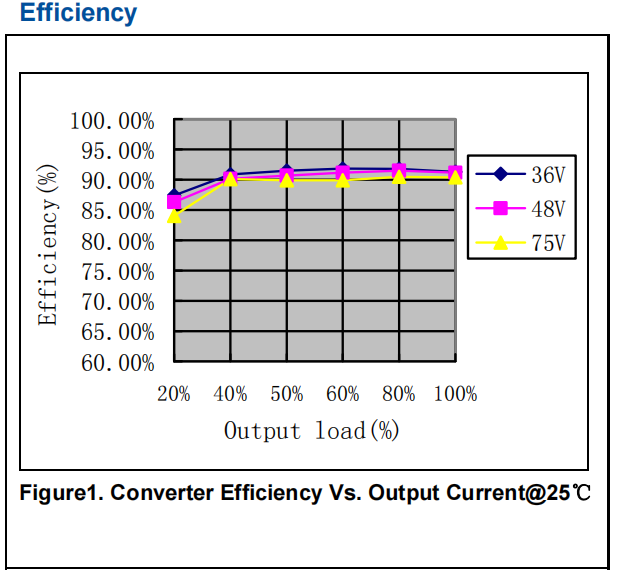 Efficiency
100.00%
95.00%
90.00%
85.00%
80.00%
75.00%
70.00%
65.00%
60.00%
Efficiency(%)
20% 40% 50% 60% 80% 100%
Output load(%)
36V
48V
75V
Figure1. Converter Efficiency Vs. Output Current@25℃